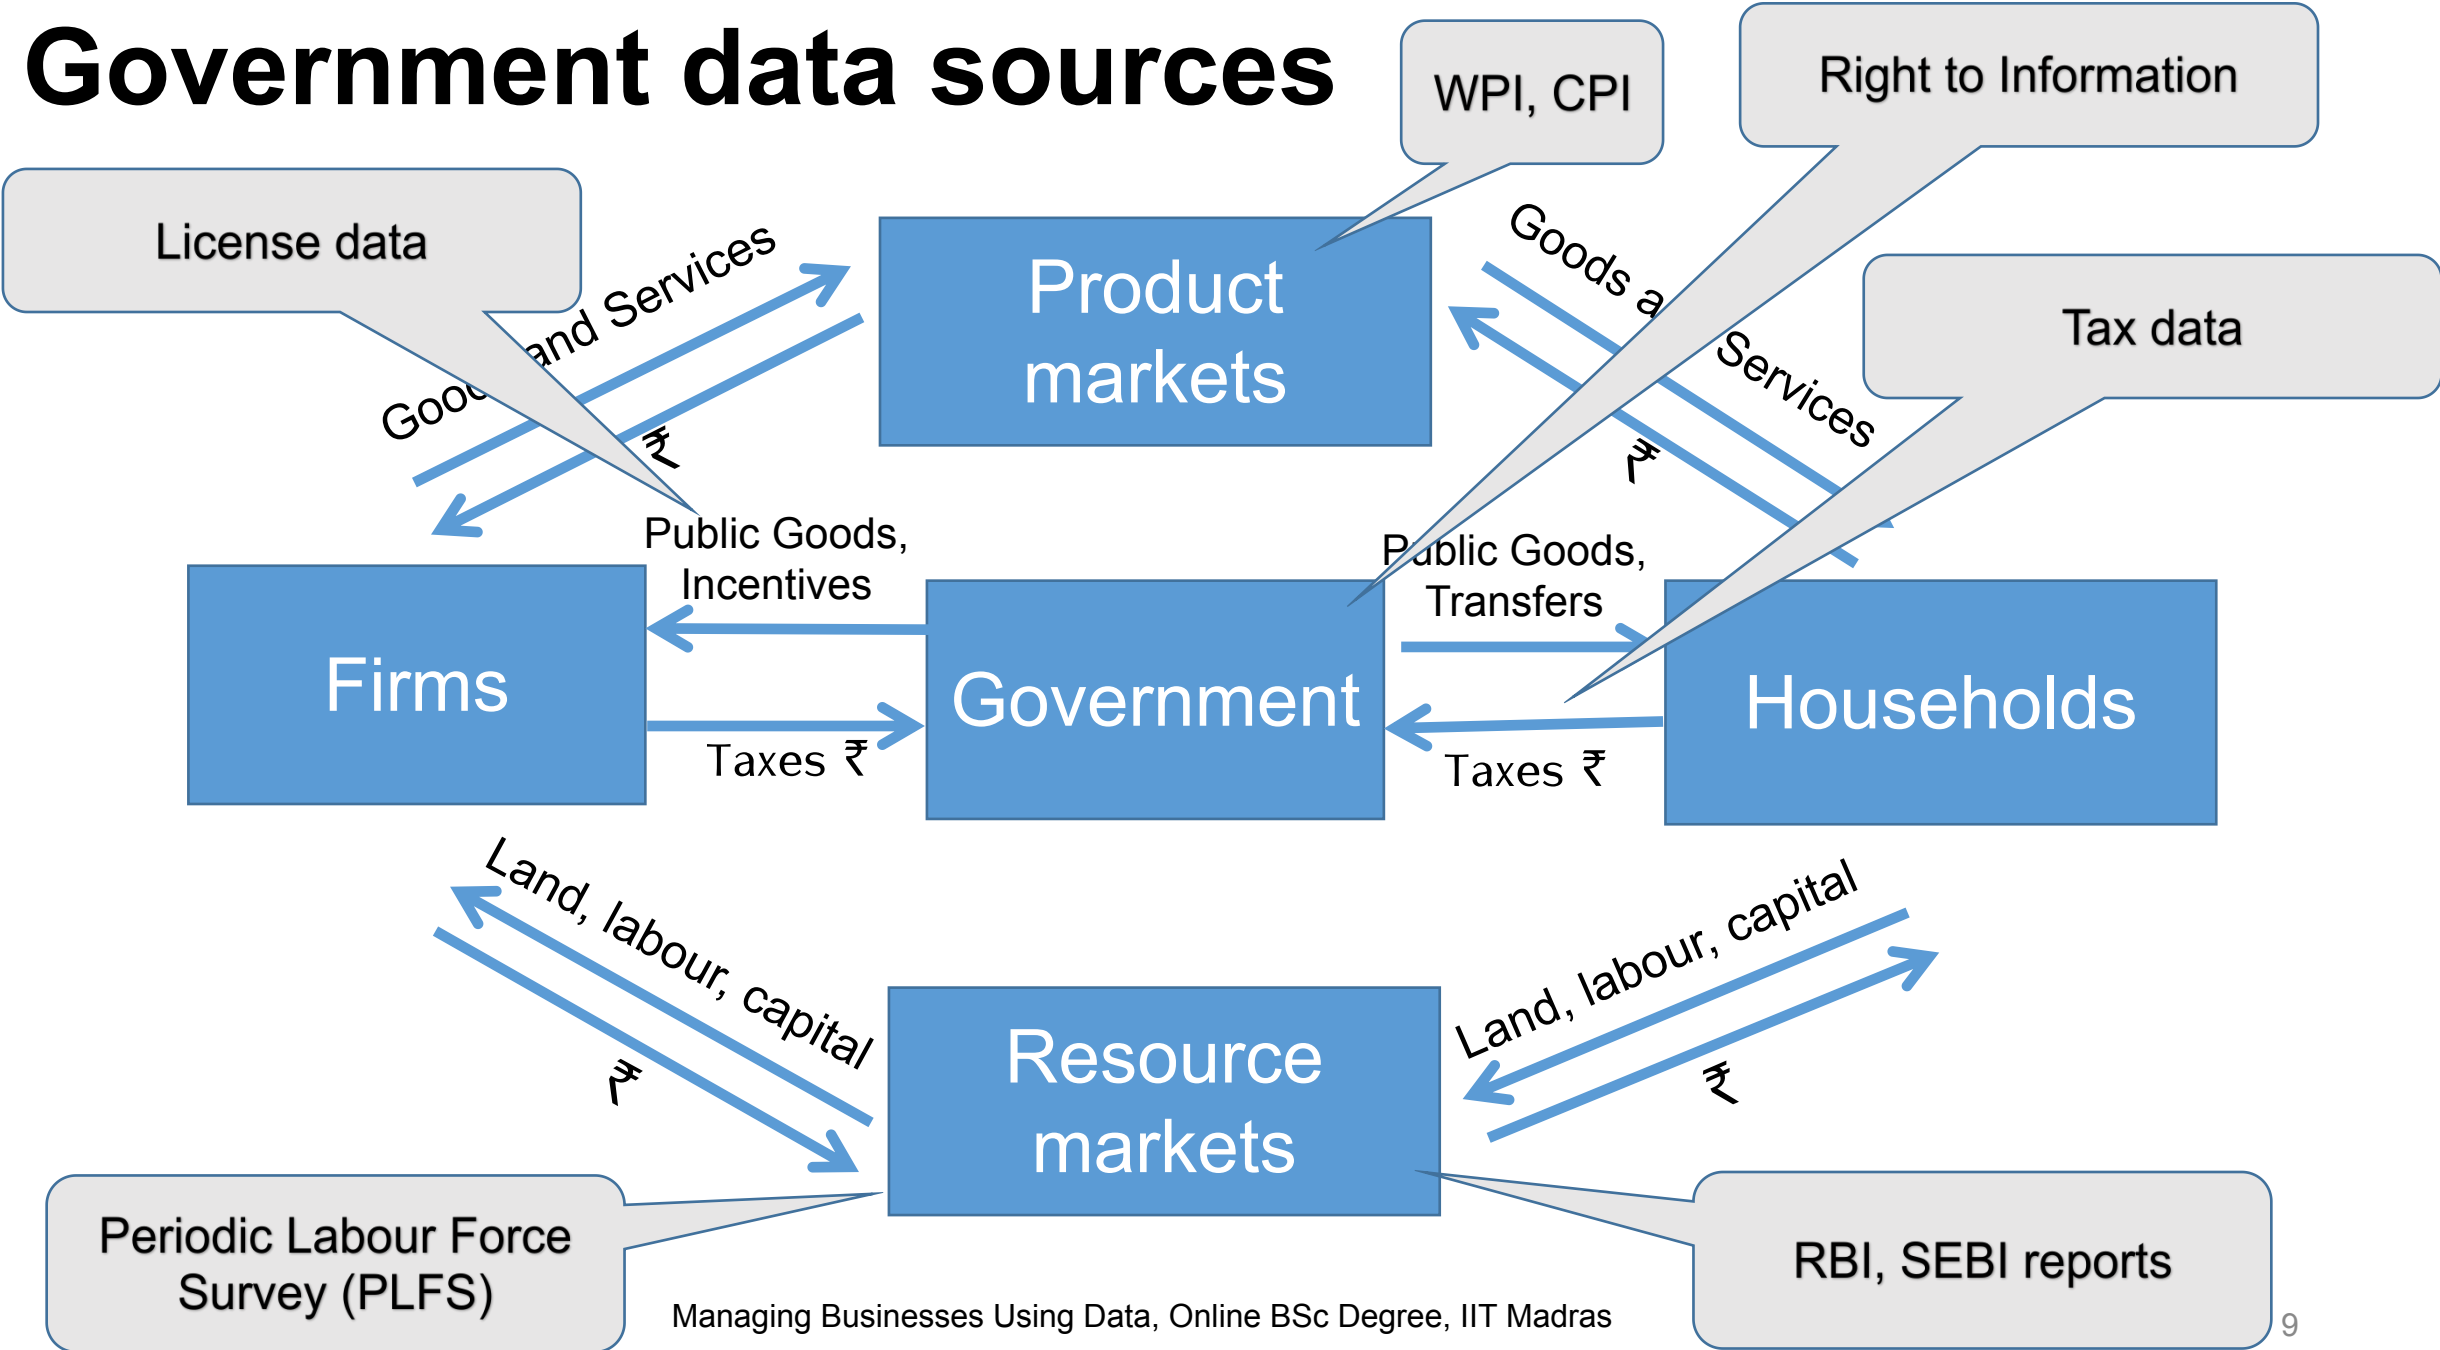 Government data sources
WPI, CPI
Right to Information
License data
Tax data
and Services
Product
markets
Goods
Services
₹
₹
Public Goods,
Incentives
Public Goods,
Transfers
Firms
Government
Households
Taxes ₹
Taxes ₹
Land, labour, capital
₹
Resource
markets
Land, labour, capital
₹
Periodic Labour Force
Survey (PLFS)
RBI, SEBI reports
Managing Businesses Using Data, Online BSc Degree, IIT Madras
9